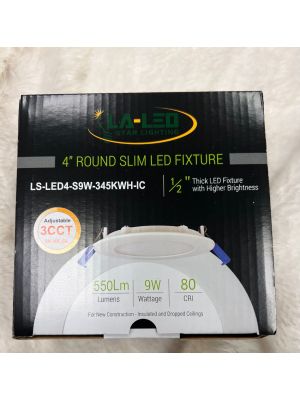 LA-LED
STAR LIGHTING
4" ROUND SLIM LED FIXTURE
LS-LED4-S9W-345KWH-IC
1/2" Thick LED Fixture
with Higher Brightness
Adjustable
3CCT
550Lm
Lumens
9W
Wattage
80
CRI
For New Construction - Insulated and Dropped Ceilings